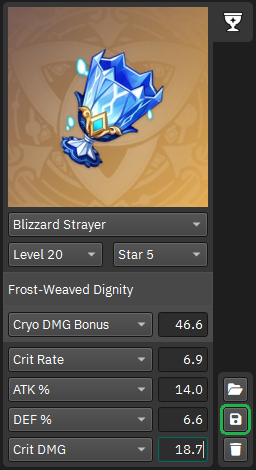 Blizzard Strayer
Level 20 Star 5
Frost-Weaved Dignity
Cryo DMG Bonus 46.6
Crit Rate 6.9
ATK % 14.0
DEF % 6.6
Crit DMG 18.7